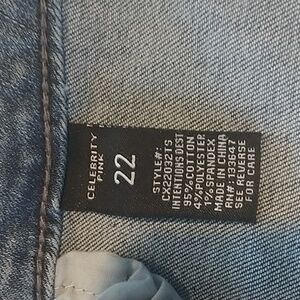 CELEBRITY
PINK
22
STYLE#:
CK22032TS
INTENTIONS DEST
95% COTTON
4% POLYESTER
1% SPANDEX
MADE IN CHINA
RN#: 133647
SEE REVERSE
FOR CARE